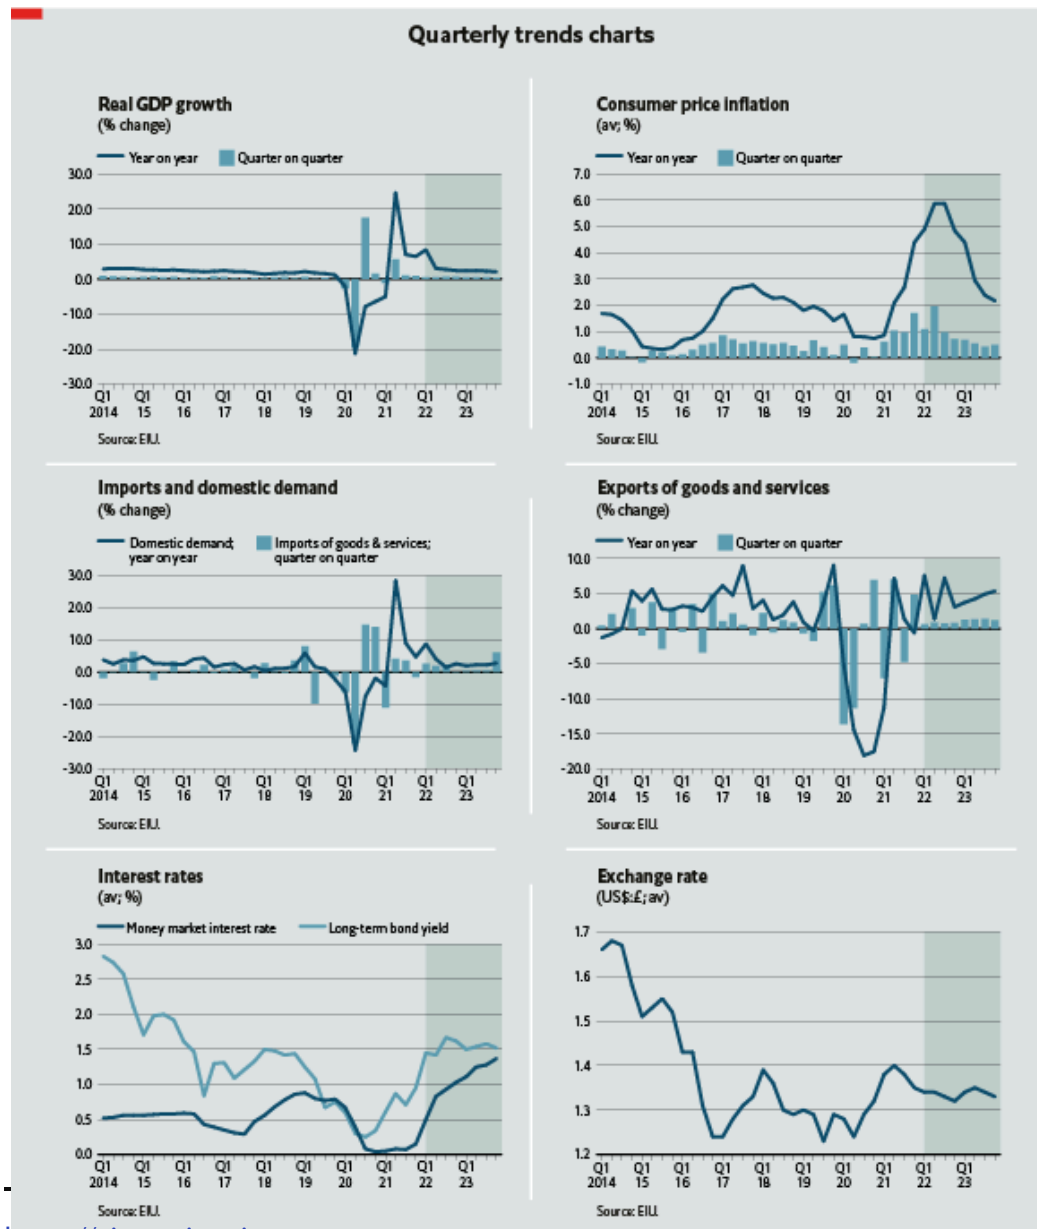 Quarterly trends charts
Real GDP growth
(% change)
Year on year Quarter on quarter
30.0
20.0
10.0
0.0
-10.0
-20.0
-30.0
Q1 Q1 Q1 Q1 Q1 Q1 Q1 Q1 Q1 Q1
2014 15 16 17 18 19 20 21 22 23
Source: EIU.
Consumer price inflation
(av; %)
Year on year Quarter on quarter
7.0
6.0
5.0
4.0
3.0
2.0
1.0
0.0
-1.0
Q1 Q1 Q1 Q1 Q1 Q1 Q1 Q1 Q1 Q1
2014 15 16 17 18 19 20 21 22 23
Source: EIU.
Imports and domestic demand
(% change)
Domestic demand; Imports of goods & services;
year on year quarter on quarter
30.0
20.0
10.0
0.0
-10.0
-20.0
-30.0
Q1 Q1 Q1 Q1 Q1 Q1 Q1 Q1 Q1 Q1
2014 15 16 17 18 19 20 21 22 23
Source: EIU.
Exports of goods and services
(% change)
Year on year Quarter on quarter
10.0
5.0
0.0
-5.0
-10.0
-15.0
-20.0
Q1 Q1 Q1 Q1 Q1 Q1 Q1 Q1 Q1 Q1
2014 15 16 17 18 19 20 21 22 23
Source: EIU.
Interest rates
(av; %)
Money market interest rate Long-term bond yield
3.0
2.5
2.0
1.5
1.0
0.5
0.0
Q1 Q1 Q1 Q1 Q1 Q1 Q1 Q1 Q1 Q1
2014 15 16 17 18 19 20 21 22 23
Source: EIU.
Exchange rate
(US$:£; av)
1.7
1.6
1.5
1.4
1.3
1.2
Q1 Q1 Q1 Q1 Q1 Q1 Q1 Q1 Q1 Q1
2014 15 16 17 18 19 20 21 22 23
Source: EIU.